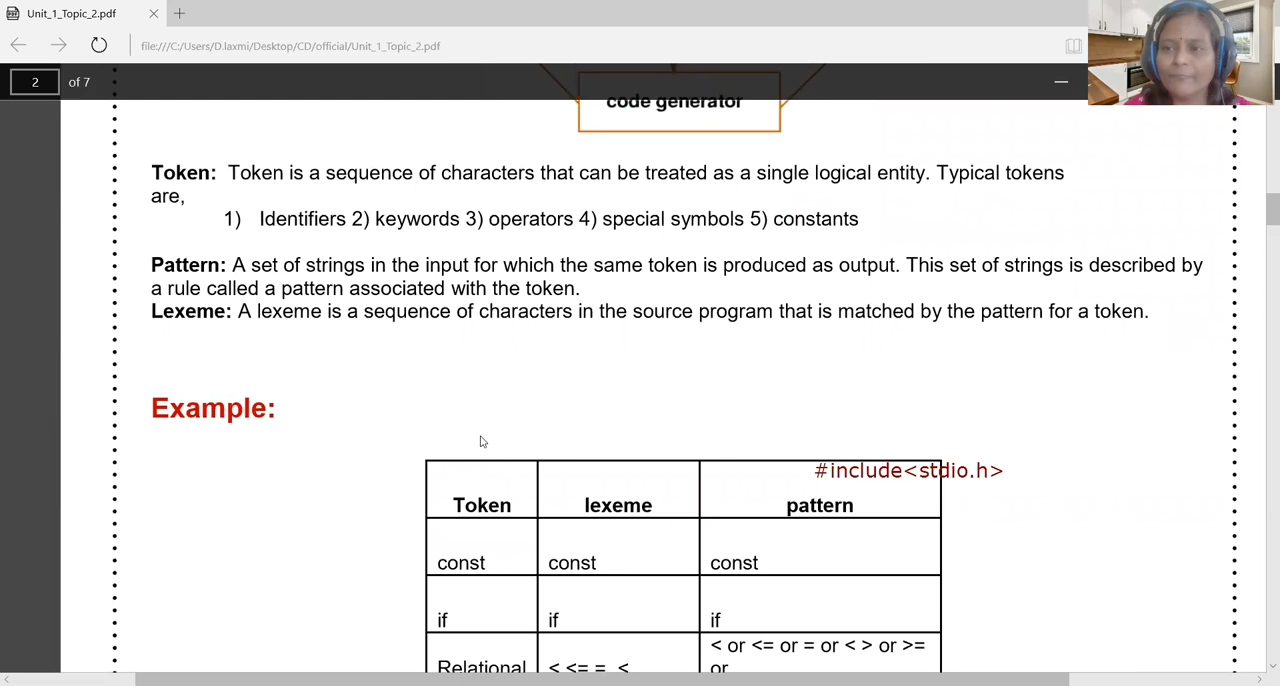 Unit_1_Topic_2.pdf
file:///C:/Users/D.laxmi/Desktop/CD/official/Unit_1_Topic_2.pdf
2 of 7
code generator
Token: Token is a sequence of characters that can be treated as a single logical entity. Typical tokens
are,
1) Identifiers 2) keywords 3) operators 4) special symbols 5) constants
Pattern: A set of strings in the input for which the same token is produced as output. This set of strings is described by
a rule called a pattern associated with the token.
Lexeme: A lexeme is a sequence of characters in the source program that is matched by the pattern for a token.
Example:
#include<stdio.h>
Token lexeme pattern
const const const
if if if
< or <= or = or < > or >=
Relational < <= = < or